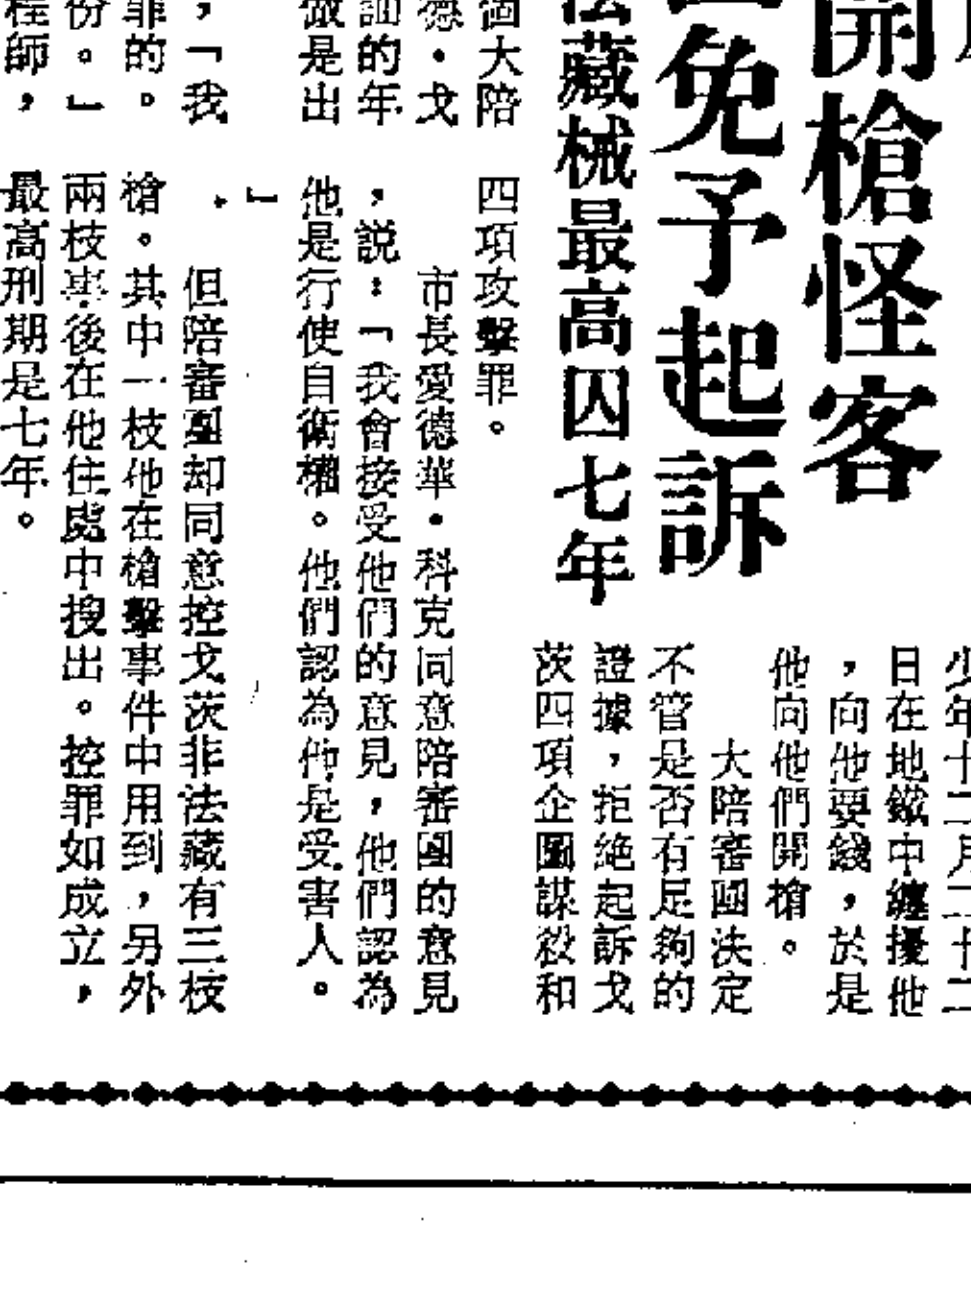 開槍怪客
免予起訴
法藏械最高囚七年
少年十二月二十二
日在地鐵中纏擾他
，向他要錢，於是
他向他們開槍。
大陪審團決定
不管是否有足夠的
證據，拒絕起訴戈
茨四項企圖謀殺和
個大陪
德·戈
的年
做是出
，「我
罪的。
份。」
程師，
四項攻擊罪。
市長愛德華·科克同意陪審團的意見
，説：「我會接受他們的意見，他們認為
他是行使自衛權。他們認為他是受害人。
」
但陪審團却同意控戈茨非法藏有三枝
槍。其中一枝他在槍擊事件中用到，另外
兩枝事後在他住處中搜出。控罪如成立，
最高刑期是七年。